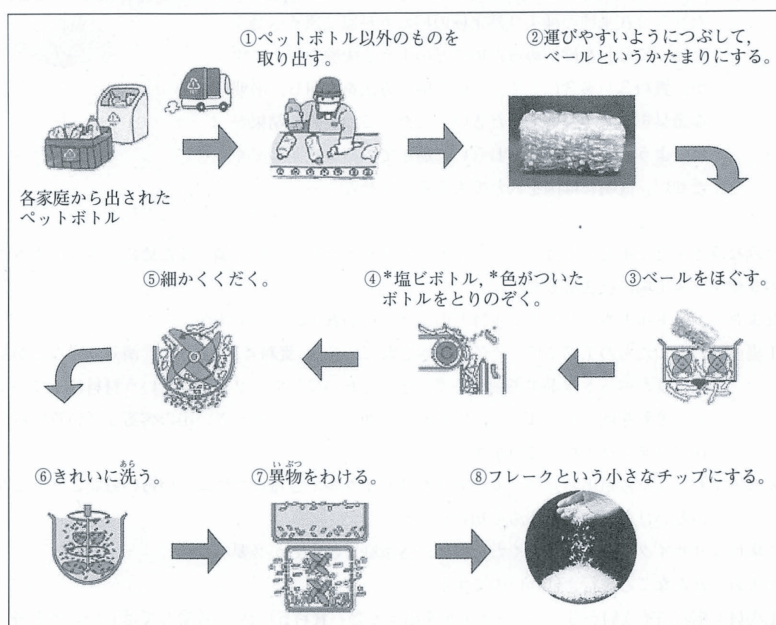 ①ペットボトル以外のものを
取り出す。
②運びやすいようにつぶして，
ベールというかたまりにする。
各家庭から出された
ペットボトル
③ベールをほぐす。
④*塩ビボトル，*色がついた
ボトルをとりのぞく。
⑤細かくくだく。
⑥きれいに洗う。
あら
⑦異物をわける。
いぶつ
⑧フレークという小さなチップにする。